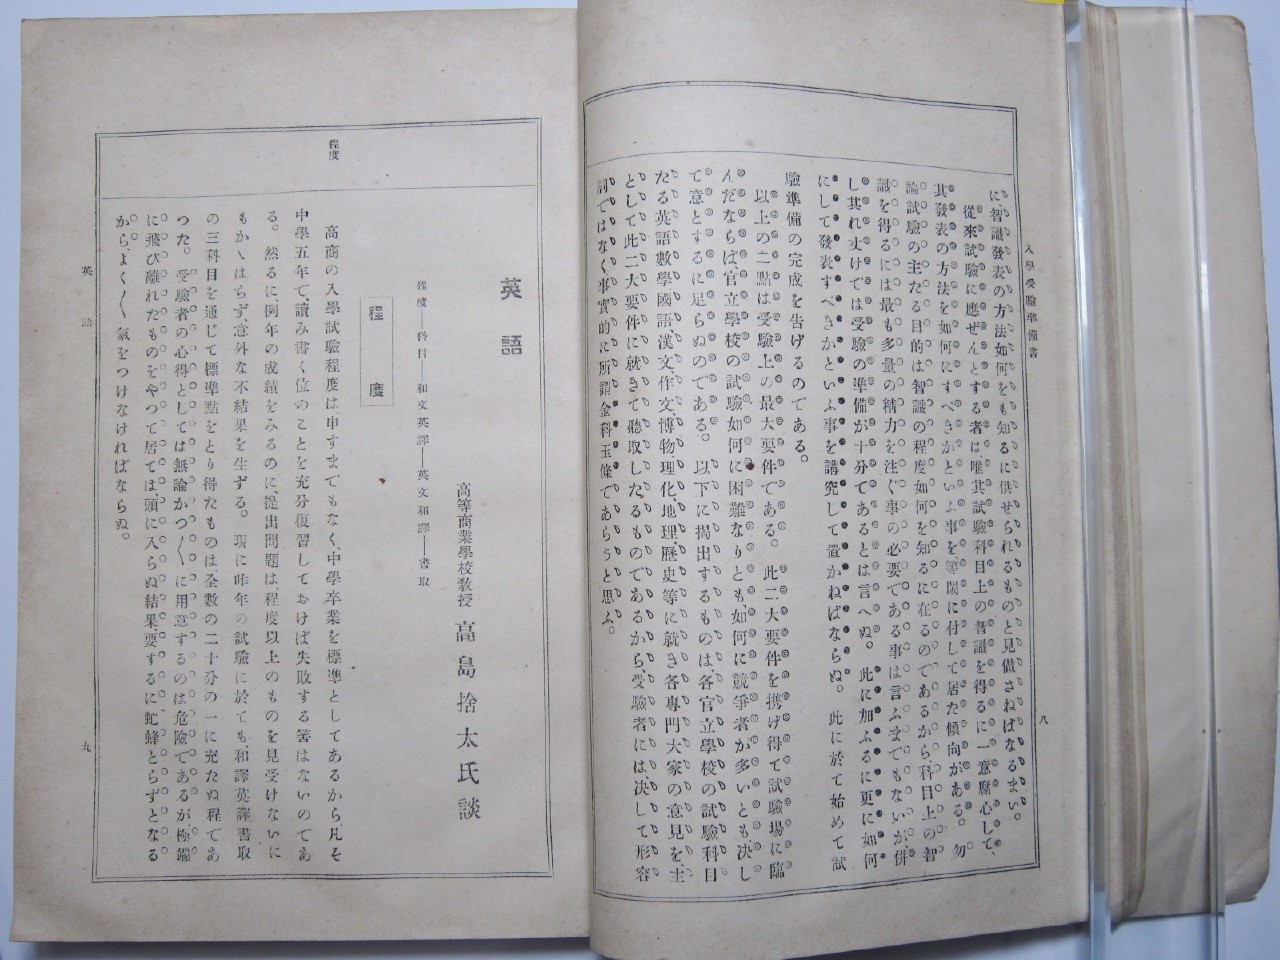 入學受驗準備書
八
に、智識發表の方法如何をも知るに供せられるものと見做さねばなるまい。
從來試驗に應ぜんとする者は、唯其試驗科目上の智識を得るに一意腐心して、
其發表の方法を如何にすべきかといふ事を等閑に付して居た傾向がある。勿
論試驗の主たる目的は智識の程度如何を知るに在るのであるから、科目上の智
識を得るには最も多量の精力を注ぐ事の必要である事は言ふまでもないが、併
し其れ丈けでは受驗の準備が十分であるとは言へぬ。此に加ふるに更に如何
にして發表すべきかといふ事を講究して置かねばならぬ。此に於て始めて試
驗準備の完成を告げるのである。
以上の二點は受驗上の最大要件である。此二大要件を携げ得て試驗場に臨
んだならば、官立學校の試驗如何に困難なりとも如何に競爭者が多いとも決し
て意とするに足らぬのである。以下に掲出するものは、各官立學校の試驗科目
たる英語、數學、國語、漢文、作文、博物、理化、地理、歷史等に就き各專門大家の意見を、主
として此二大要件に就きて聽取したるものであるから、受驗者には決して形容
詞ではなく事實的に所謂金科玉條であらうと思ふ。
英語
程度―科目―和文英譯―英文和譯―書取
高等商業學校敎授 高島捨太氏談
程度
程度
高商の入學試驗程度は、申すまでもなく、中學卒業を標準としてあるから凡そ
中學五年て、讀み書く位のことを充分復習しておけば失敗する筈はないのであ
る。然るに、例年の成績をみるのに、提出問題は程度以上のものを見受けないに
もかゝはらず意外な不結果を生ずる。現に昨年の試驗に於ても、和譯英譯書取
の三科目を通じて標準點をとり得たものは、全數の二十分の一に充たぬ程であ
つた。受驗者の心得としては無論かつ〳〵に用意するのは危險であるが、極端
に飛び離れたものをやつて居ては、頭に入らぬ結果、要するに虻蜂とらずとなる
から、よく〳〵氣をつけなければならぬ。
英語
九